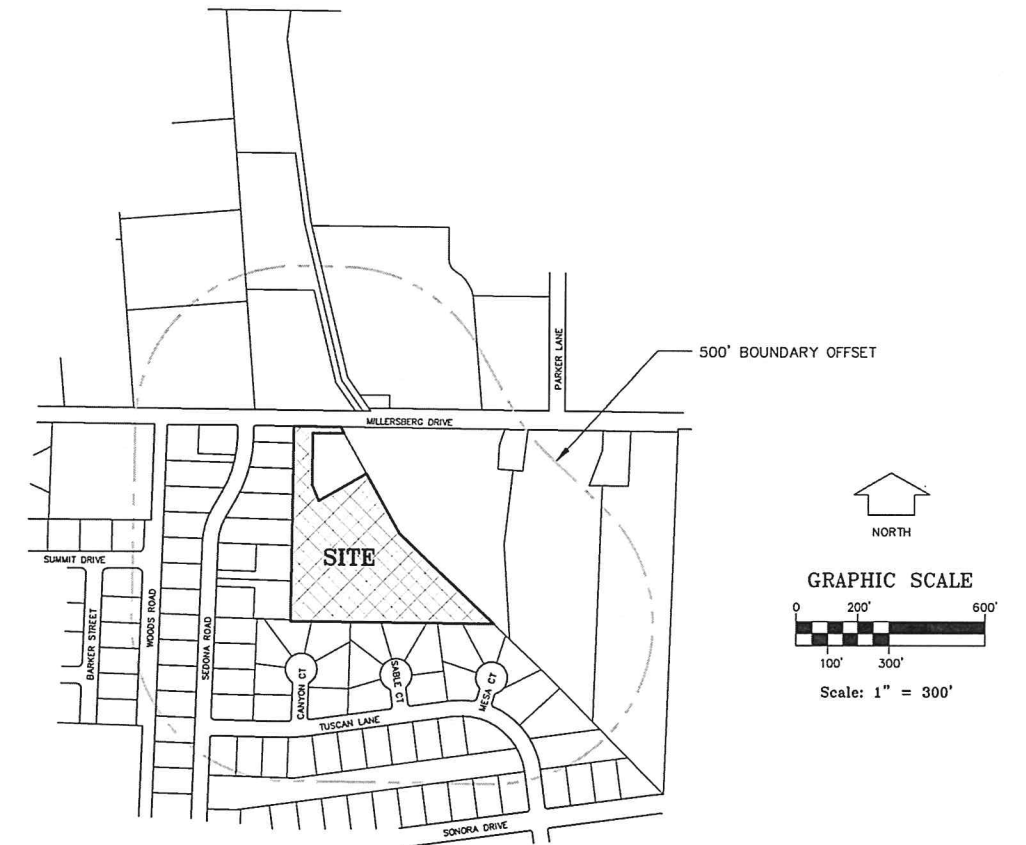 PARKER LANE
500' BOUNDARY OFFSET
MILLERSBERG DRIVE
NORTH
SITE
SUMMIT DRIVE
BARKER STREET
WOODS ROAD
SEDONA ROAD
GRAPHIC SCALE
0 200' 600'
100' 300'
Scale: 1" = 300'
CANYON CT
SABLE CT
MESA CT
TUSCAN LANE
SONORA DRIVE